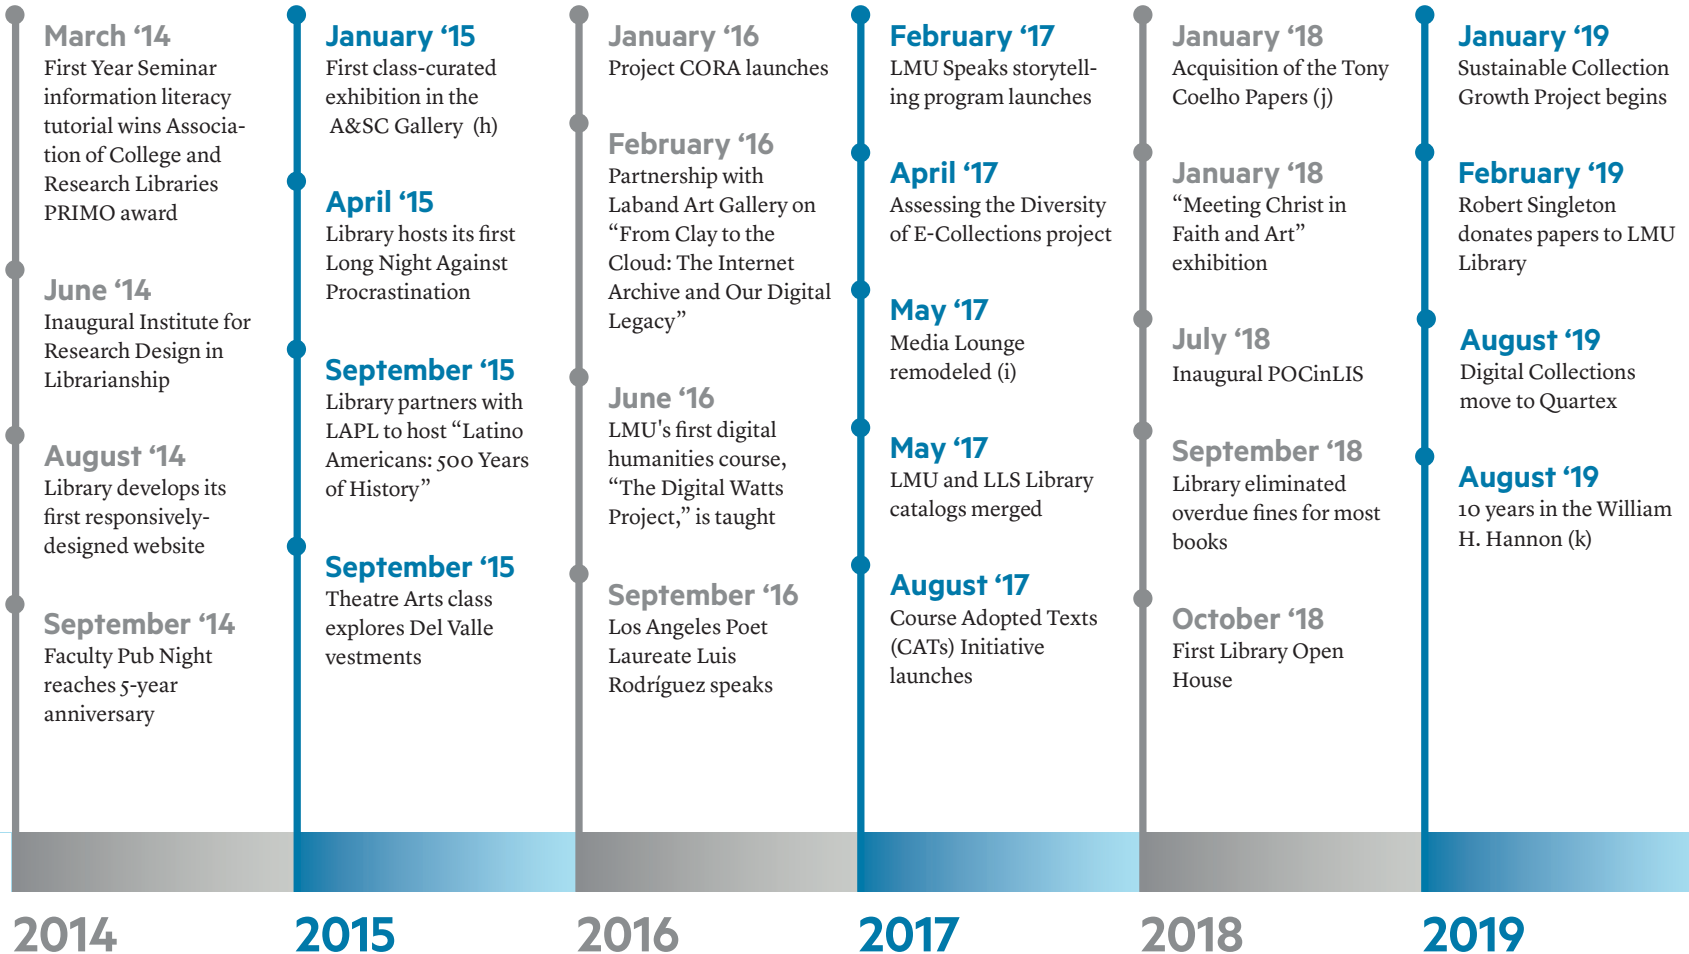 March ‘14
First Year Seminar
information literacy
tutorial wins Associa-
tion of College and
Research Libraries
PRIMO award
June ‘14
Inaugural Institute for
Research Design in
Librarianship
August ‘14
Library develops its
first responsively-
designed website
September ‘14
Faculty Pub Night
reaches 5-year
anniversary
2014
January ‘15
First class-curated
exhibition in the
A&SC Gallery (h)
April ‘15
Library hosts its first
Long Night Against
Procrastination
September ‘15
Library partners with
LAPL to host “Latino
Americans: 500 Years
of History”
September ‘15
Theatre Arts class
explores Del Valle
vestments
2015
January ‘16
Project CORA launches
February ‘16
Partnership with
Laband Art Gallery on
“From Clay to the
Cloud: The Internet
Archive and Our Digital
Legacy”
June ‘16
LMU's first digital
humanities course,
“The Digital Watts
Project,” is taught
September ‘16
Los Angeles Poet
Laureate Luis
Rodríguez speaks
2016
February ‘17
LMU Speaks storytell-
ing program launches
April ‘17
Assessing the Diversity
of E-Collections project
May ‘17
Media Lounge
remodeled (i)
May ‘17
LMU and LLS Library
catalogs merged
August ‘17
Course Adopted Texts
(CATs) Initiative
launches
2017
January ‘18
Acquisition of the Tony
Coelho Papers (j)
January ‘18
“Meeting Christ in
Faith and Art”
exhibition
July ‘18
Inaugural POCinLIS
September ‘18
Library eliminated
overdue fines for most
books
October ‘18
First Library Open
House
2018
January ‘19
Sustainable Collection
Growth Project begins
February ‘19
Robert Singleton
donates papers to LMU
Library
August ‘19
Digital Collections
move to Quartex
August ‘19
10 years in the William
H. Hannon (k)
2019